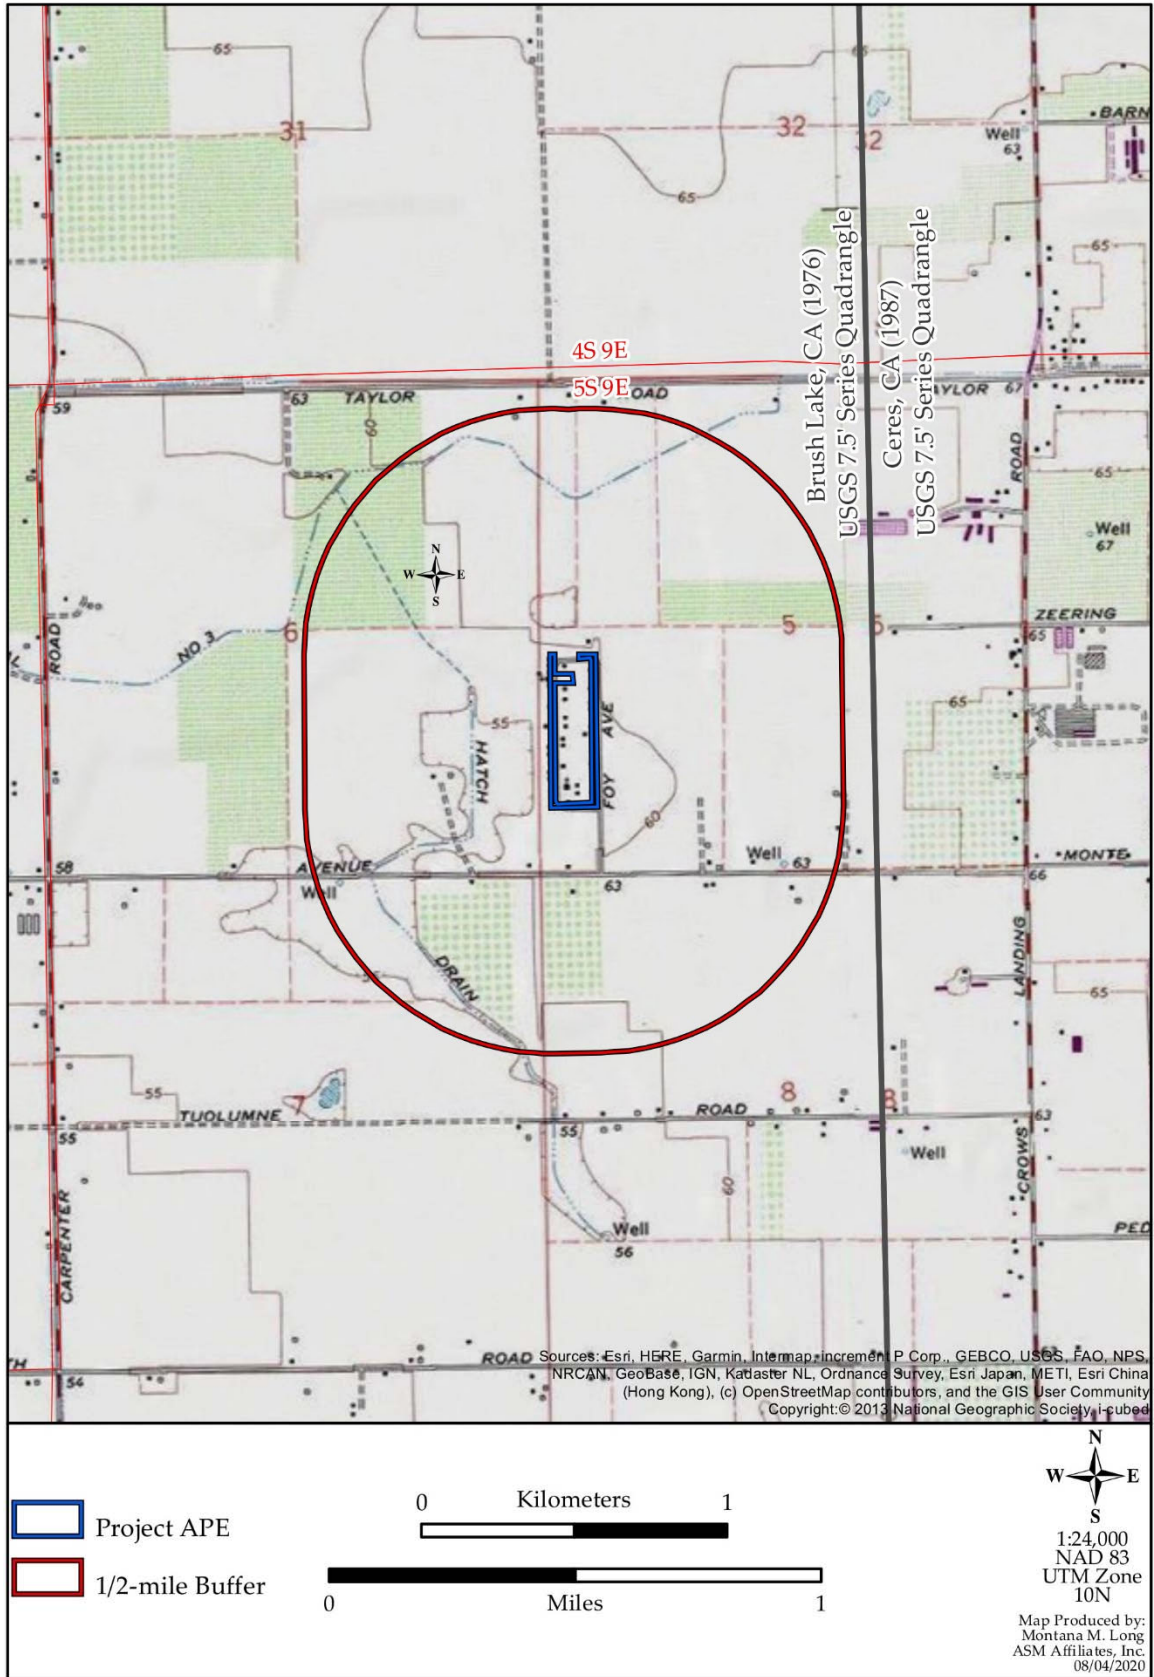 65
65
31
32
32
BARN
Well
63
65
65
Brush Lake, CA (1976)
USGS 7.5' Series Quadrangle
Ceres, CA (1987)
USGS 7.5' Series Quadrangle
4S 9E
5S 9E
59
63
TAYLOR
ROAD
AYLOR
67
60
ROAD
65
Well
67
N
W E
S
ZEERING
65
6
5
5
NO 3
ROAD
L
55
HATCH
FOY AVE
60
65
65
58
AVENUE
Well
Well
63
63
MONTE
66
DRAIN
55
LANDING
65
55
7
8
8
TUOLUMNE
ROAD
63
55
55
Well
CROWS
CARPENTER
60
Well
56
PED
TH
ROAD
54
Sources: Esri, HERE, Garmin, Intermap, increment P Corp., GEBCO, USGS, FAO, NPS,
NRCAN, GeoBase, IGN, Kadaster NL, Ordnance Survey, Esri Japan, METI, Esri China
(Hong Kong), (c) OpenStreetMap contributors, and the GIS User Community
Copyright:© 2013 National Geographic Society, i-cubed
Project APE
1/2-mile Buffer
0 Kilometers 1
0 Miles 1
N
W E
S
1:24,000
NAD 83
UTM Zone
10N
Map Produced by:
Montana M. Long
ASM Affiliates, Inc.
08/04/2020